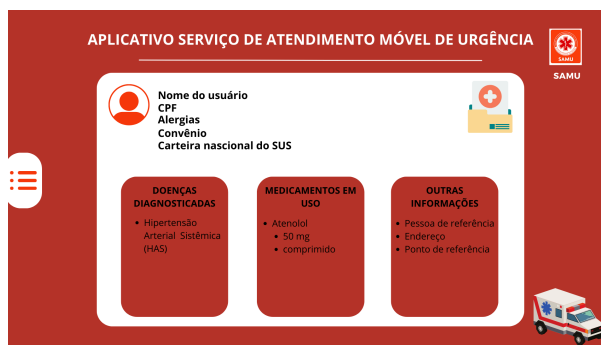 APLICATIVO SERVIÇO DE ATENDIMENTO MÓVEL DE URGÊNCIA
SAMU
SAMU
Nome do usuário
CPF
Alergias
Convênio
Carteira nascional do SUS
DOENÇAS
DIAGNOSTICADAS
• Hipertensão
Arterial Sistêmica
(HAS)
MEDICAMENTOS EM
USO
• Atenolol
• 50 mg
• comprimido
OUTRAS
INFORMAÇÕES
• Pessoa de referência
• Endereço
• Ponto de referência